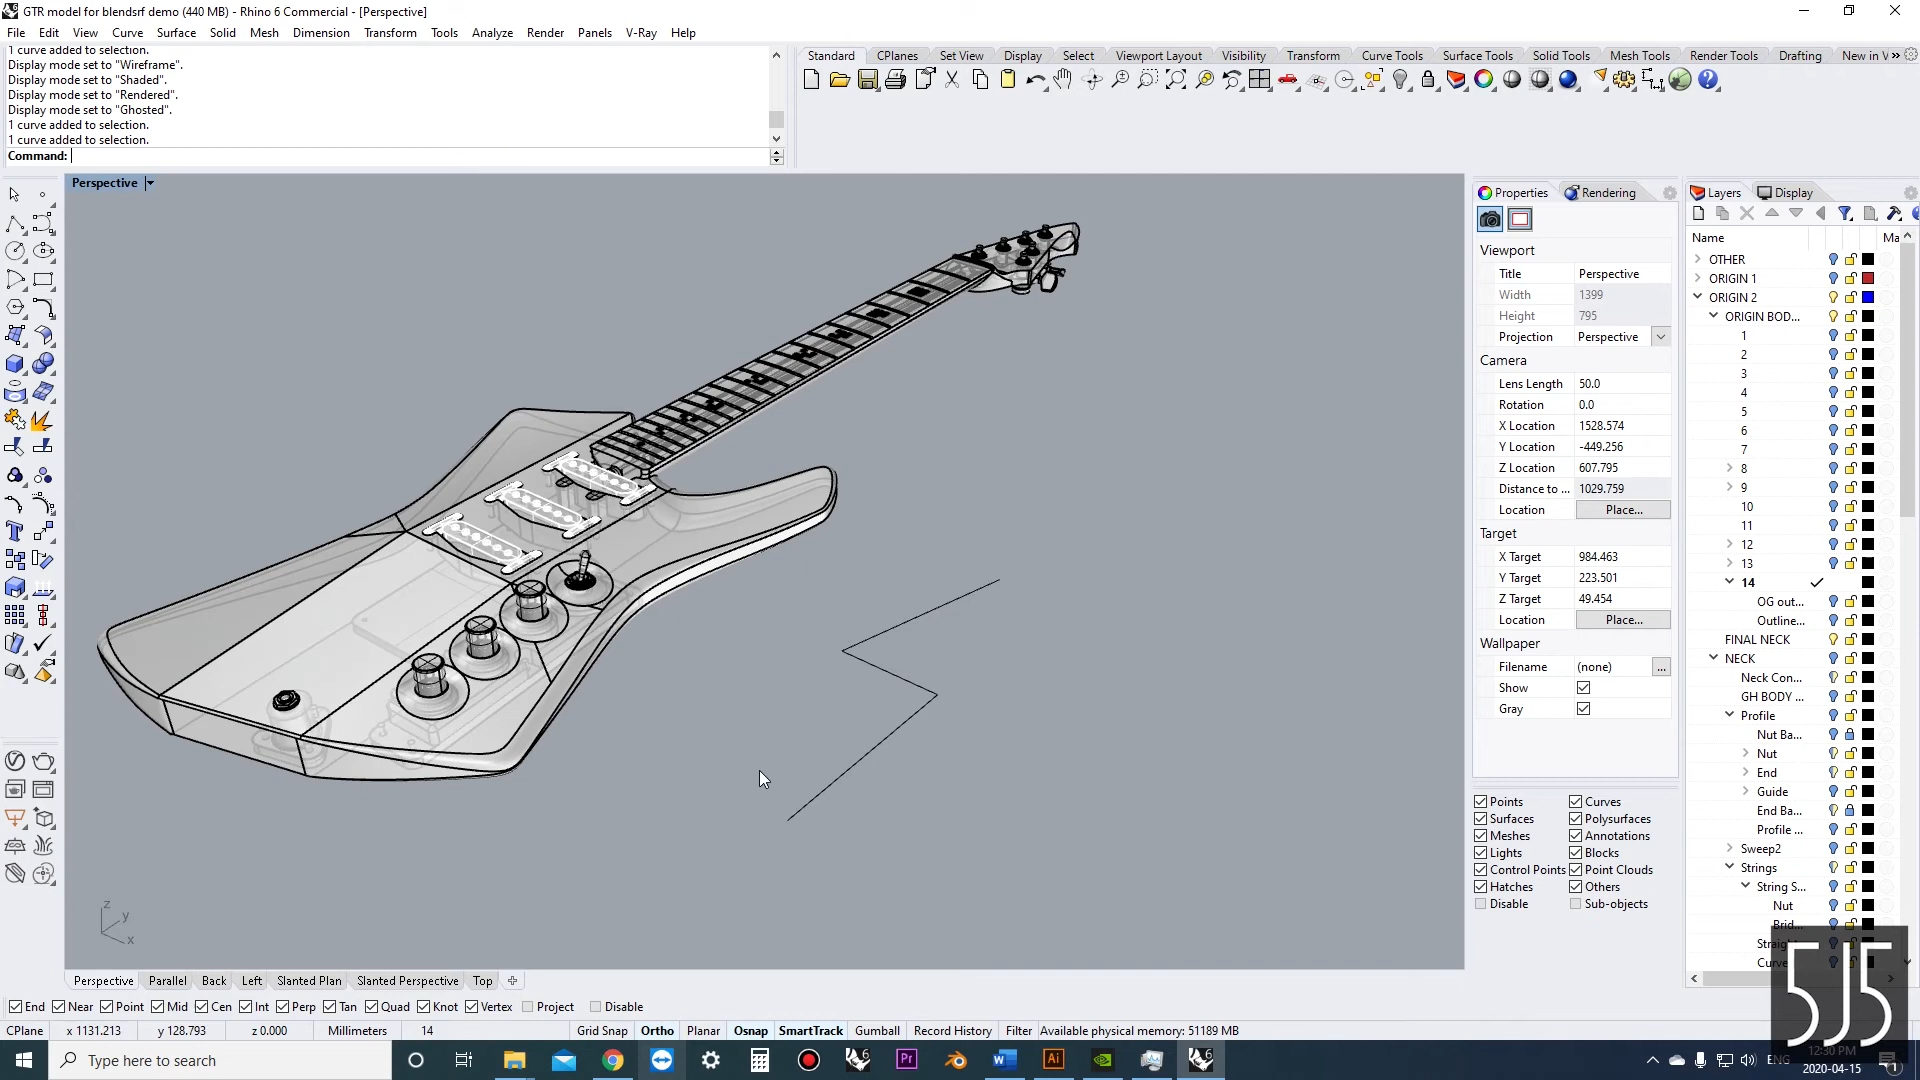 GTR model for blendsrf demo (440 MB) - Rhino 6 Commercial - [Perspective]
File Edit View Curve Surface Solid Mesh Dimension Transform Tools Analyze Render Panels V-Ray Help
1 curve added to selection.
Display mode set to "Wireframe".
Display mode set to "Shaded".
Display mode set to "Rendered".
Display mode set to "Ghosted".
1 curve added to selection.
1 curve added to selection.
Command:
Standard CPlanes Set View Display Select Viewport Layout Visibility Transform Curve Tools Surface Tools Solid Tools Mesh Tools Render Tools Drafting New in V »
Perspective
z
y
x
Properties Rendering
Viewport
Title Perspective
Width 1399
Height 795
Projection Perspective
Camera
Lens Length 50.0
Rotation 0.0
X Location 1528.574
Y Location -449.256
Z Location 607.795
Distance to ... 1029.759
Location Place...
Target
X Target 984.463
Y Target 223.501
Z Target 49.454
Location Place...
Wallpaper
Filename (none) ...
Show
Gray
Points Curves
Surfaces Polysurfaces
Meshes Annotations
Lights Blocks
Control Points Point Clouds
Hatches Others
Disable Sub-objects
Layers Display
Name Ma
OTHER
ORIGIN 1
ORIGIN 2
ORIGIN BOD...
1
2
3
4
5
6
7
8
9
10
11
12
13
14
OG out...
Outline...
FINAL NECK
NECK
Neck Con...
GH BODY ...
Profile
Nut Ba...
Nut
End
Guide
End Ba...
Profile ...
Sweep2
Strings
String S...
Nut
Brid...
Straig
Curve
5J5
Perspective Parallel Back Left Slanted Plan Slanted Perspective Top
End Near Point Mid Cen Int Perp Tan Quad Knot Vertex Project Disable
CPlane x 1131.213 y 128.793 z 0.000 Millimeters 14 Grid Snap Ortho Planar Osnap SmartTrack Gumball Record History Filter Available physical memory: 51189 MB
Type here to search
ENG
12:30 PM
2020-04-15